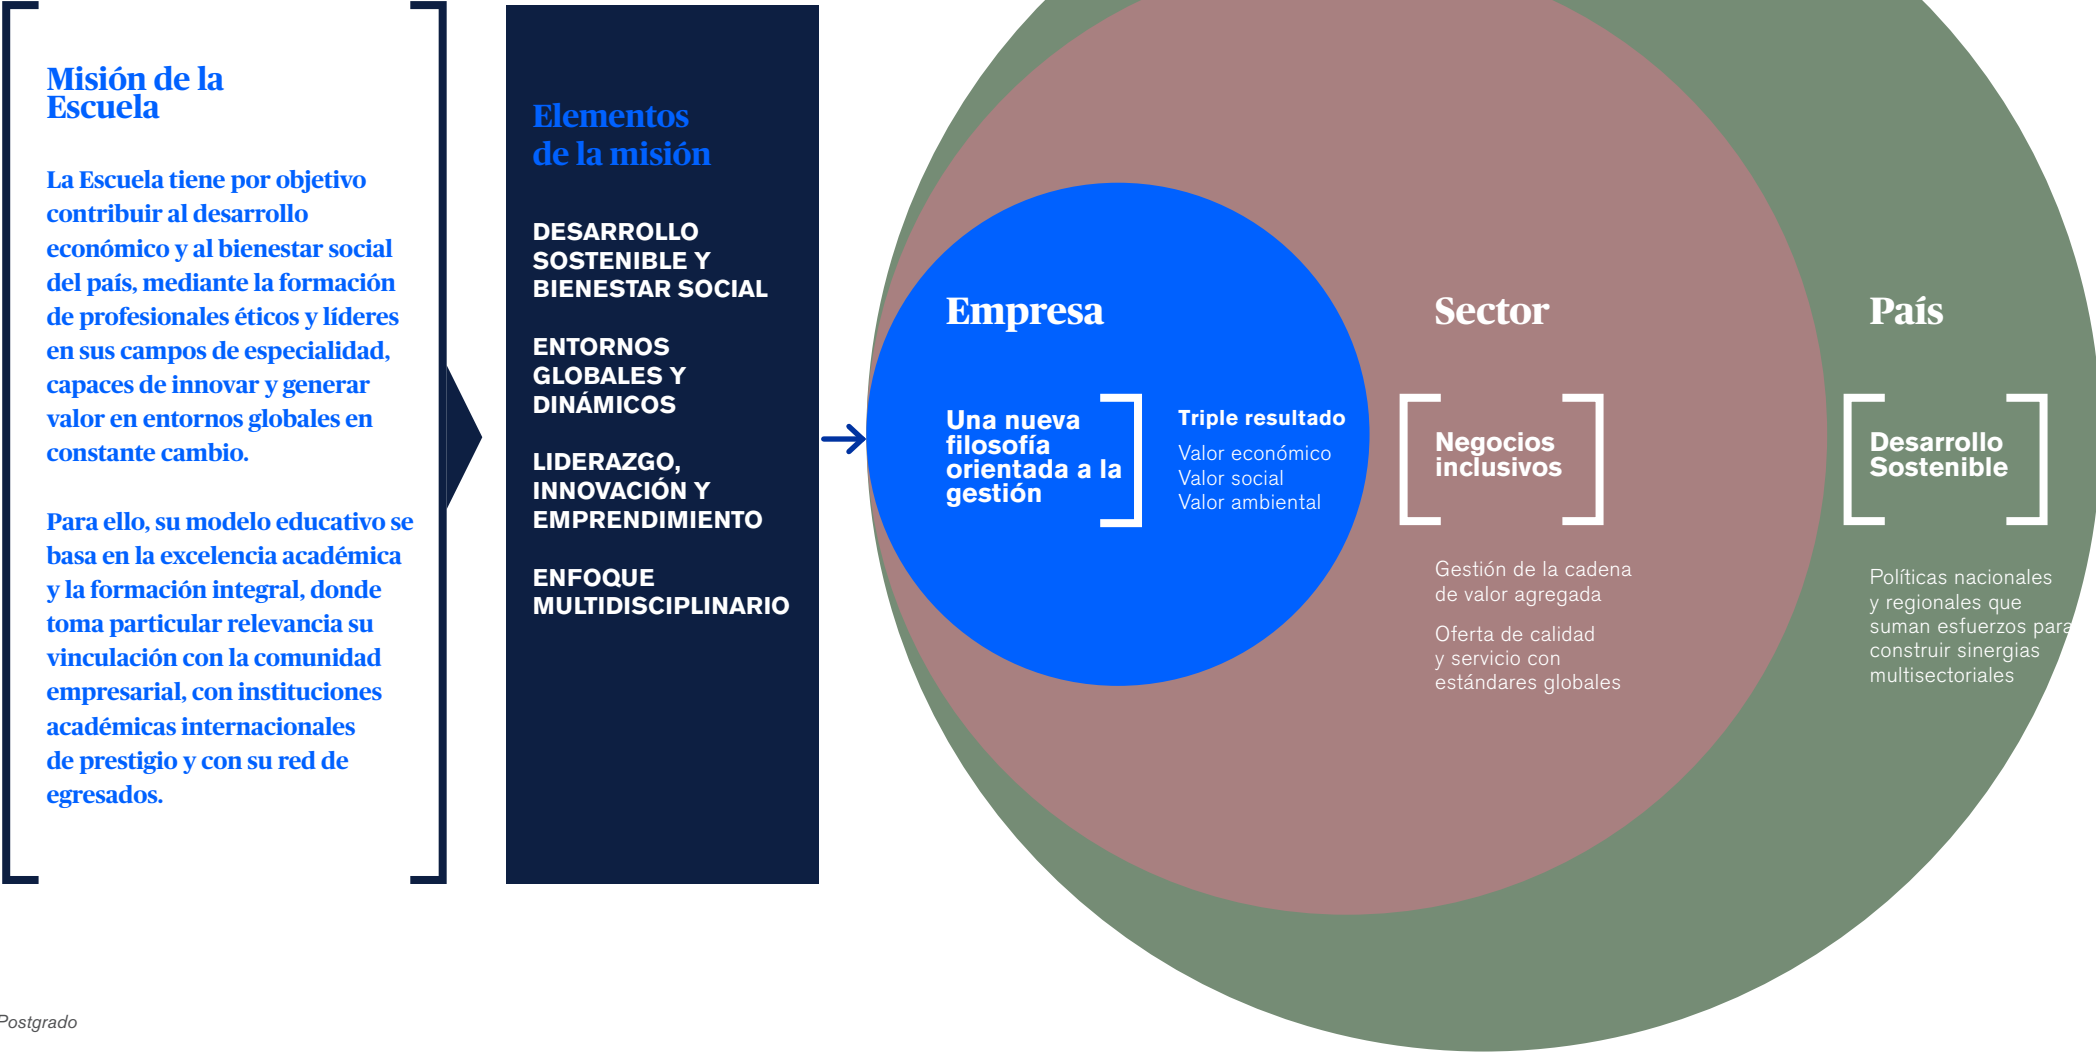 Misión de la
Escuela
La Escuela tiene por objetivo
contribuir al desarrollo
económico y al bienestar social
del país, mediante la formación
de profesionales éticos y líderes
en sus campos de especialidad,
capaces de innovar y generar
valor en entornos globales en
constante cambio.
Para ello, su modelo educativo se
basa en la excelencia académica
y la formación integral, donde
toma particular relevancia su
vinculación con la comunidad
empresarial, con instituciones
académicas internacionales
de prestigio y con su red de
egresados.
Elementos
de la misión
DESARROLLO
SOSTENIBLE Y
BIENESTAR SOCIAL
ENTORNOS
GLOBALES Y
DINÁMICOS
LIDERAZGO,
INNOVACIÓN Y
EMPRENDIMIENTO
ENFOQUE
MULTIDISCIPLINARIO
Empresa
Una nueva
filosofía
orientada a la
gestión
Triple resultado
Valor económico
Valor social
Valor ambiental
Sector
Negocios
inclusivos
Gestión de la cadena
de valor agregada
Oferta de calidad
y servicio con
estándares globales
País
Desarrollo
Sostenible
Políticas nacionales
y regionales que
suman esfuerzos para
construir sinergias
multisectoriales
Postgrado